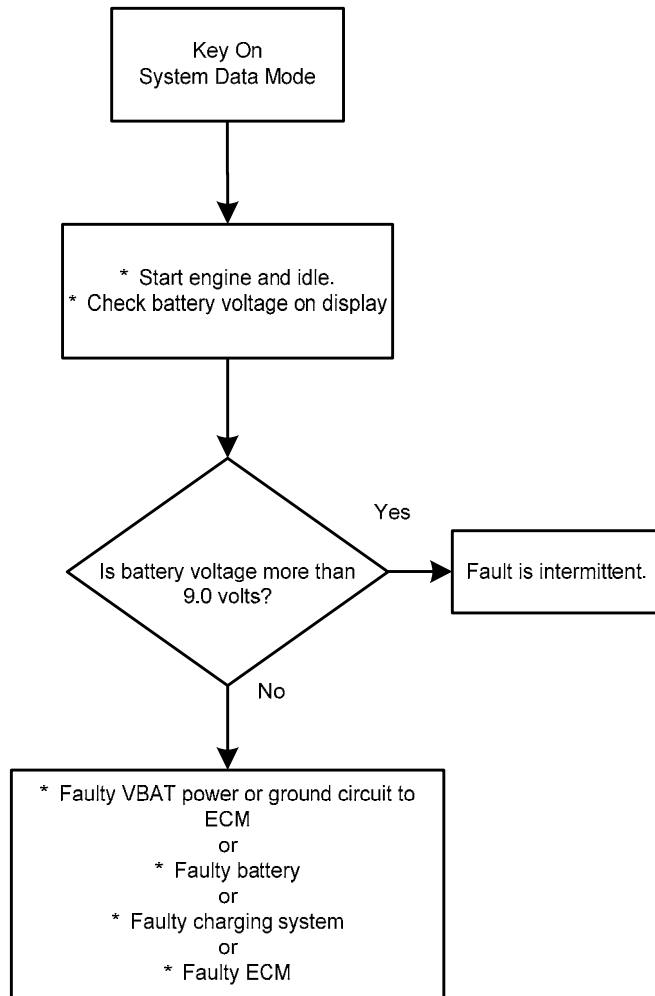 Key On
System Data Mode
* Start engine and idle.
* Check battery voltage on display
Is battery voltage more than
9.0 volts?
Yes
Fault is intermittent.
No
* Faulty VBAT power or ground circuit to
ECM
or
* Faulty battery
or
* Faulty charging system
or
* Faulty ECM